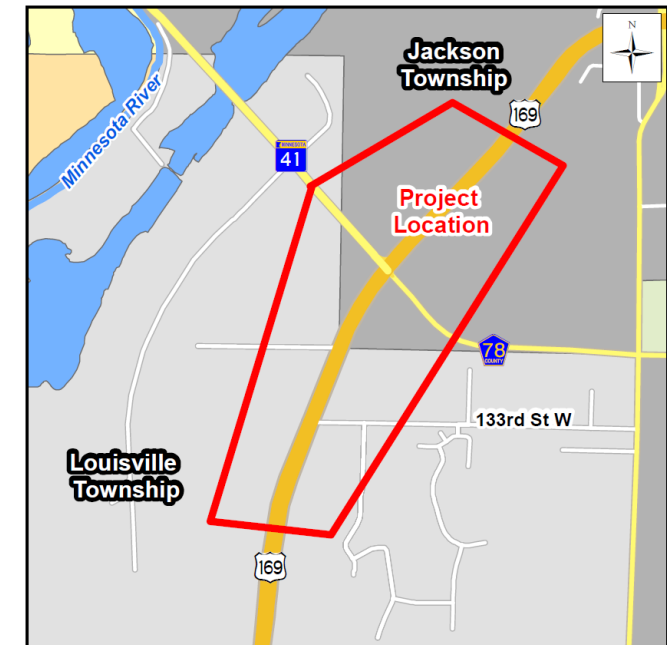 N
Jackson
Township
169
Minnesota River
MINNESOTA
41
Project
Location
78
COUNTY
133rd St W
Louisville
Township
169